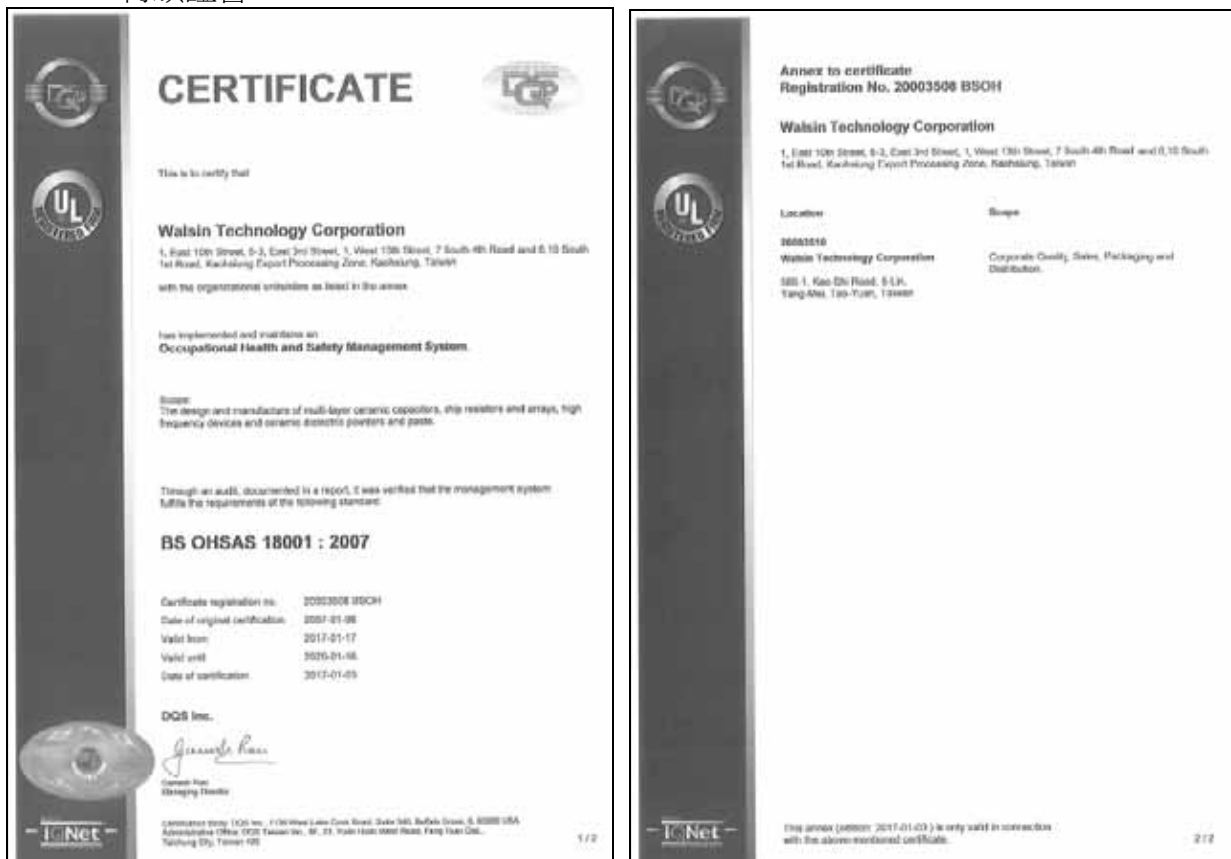 CERTIFICATE
DQS
UL
This is to certify that
Walsin Technology Corporation
1, East 10th Street, 6-3, East 3rd Street, 1, West 13th Street, 7 South 4th Road and 8,10 South
1st Road, Kaohsiung Export Processing Zone, Kaohsiung, Taiwan
with the organizational units/sites as listed in the annex
has implemented and maintains an
Occupational Health and Safety Management System.
Scope:
The design and manufacture of multi-layer ceramic capacitors, chip resistors and arrays, high
frequency devices and ceramic dielectric powders and paste.
Through an audit, documented in a report, it was verified that the management system
fulfills the requirements of the following standard:
BS OHSAS 18001 : 2007
Certificate registration no. 20003508 BSOH
Date of original certification
Valid from 2017-01-17
Valid until
Date of certification 2017-01-03
DQS Inc.
Managing Director
IQNet
1/2
Annex to certificate
Registration No. 20003508 BSOH
Walsin Technology Corporation
1, East 10th Street, 6-3, East 3rd Street, 1, West 13th Street, 7 South 4th Road and 8,10 South
1st Road, Kaohsiung Export Processing Zone, Kaohsiung, Taiwan
Location Scope
Walsin Technology Corporation Corporate Quality, Sales, Packaging and
Distribution.
Yang-Mei, Tao-Yuan, Taiwan
UL
IQNet
This annex (edition: 2017-01-03) is only valid in connection
with the above-mentioned certificate.
2/2